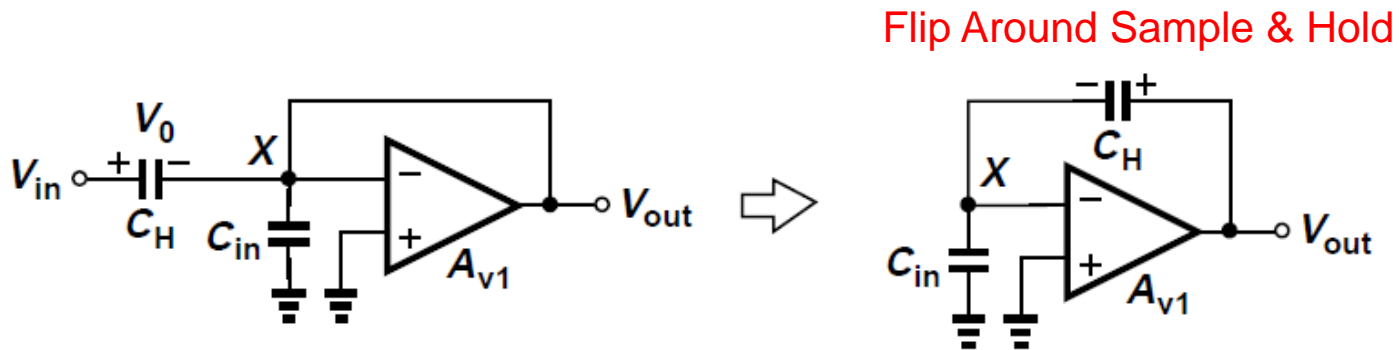 Flip Around Sample & Hold
V0
Vin + − X − Vout
CH Cin +
Av1
− +
CH
X
− Vout
Cin +
Av1